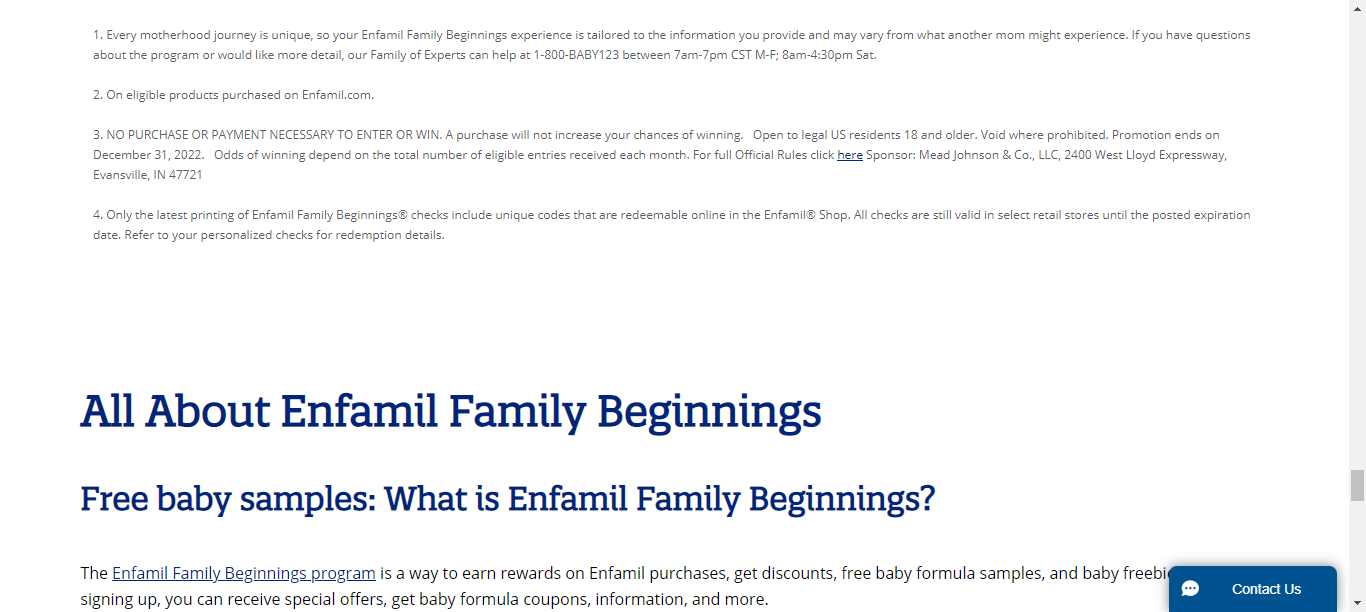 1. Every motherhood journey is unique, so your Enfamil Family Beginnings experience is tailored to the information you provide and may vary from what another mom might experience. If you have questions
about the program or would like more detail, our Family of Experts can help at 1-800-BABY123 between 7am-7pm CST M-F; 8am-4:30pm Sat.
2. On eligible products purchased on Enfamil.com.
3. NO PURCHASE OR PAYMENT NECESSARY TO ENTER OR WIN. A purchase will not increase your chances of winning.   Open to legal US residents 18 and older. Void where prohibited. Promotion ends on
December 31, 2022.   Odds of winning depend on the total number of eligible entries received each month. For full Official Rules click here Sponsor: Mead Johnson & Co., LLC, 2400 West Lloyd Expressway,
Evansville, IN 47721
4. Only the latest printing of Enfamil Family Beginnings® checks include unique codes that are redeemable online in the Enfamil® Shop. All checks are still valid in select retail stores until the posted expiration
date. Refer to your personalized checks for redemption details.
All About Enfamil Family Beginnings
Free baby samples: What is Enfamil Family Beginnings?
The Enfamil Family Beginnings program is a way to earn rewards on Enfamil purchases, get discounts, free baby formula samples, and baby
signing up, you can receive special offers, get baby formula coupons, information, and more.
Contact Us